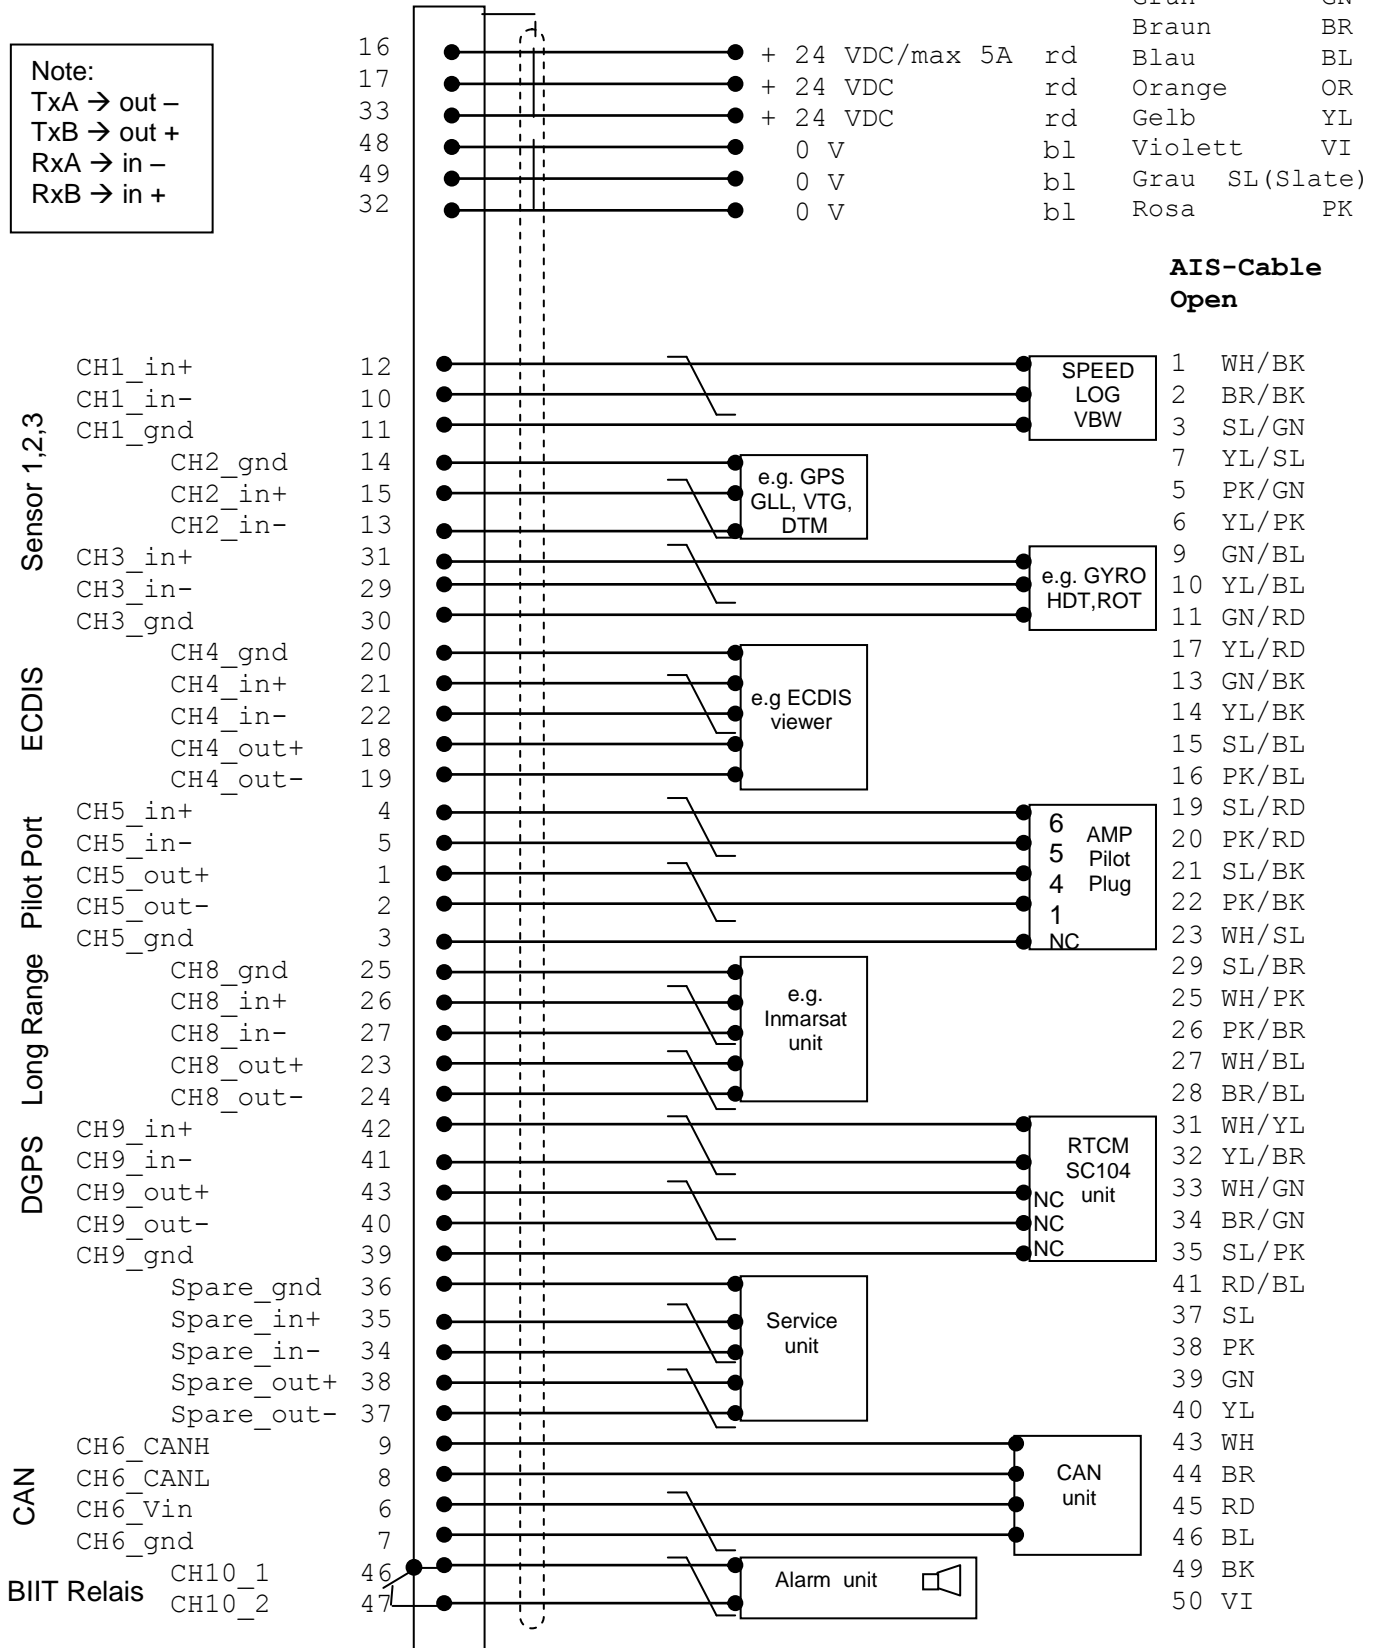 Grün GN
Braun BR
16 + 24 VDC/max 5A rd Blau BL
17 + 24 VDC rd Orange OR
33 + 24 VDC rd Gelb YL
48 0 V bl Violett VI
49 0 V bl Grau SL(Slate)
32 0 V bl Rosa PK
Note:
TxA → out –
TxB → out +
RxA → in –
RxB → in +
AIS-Cable
Open
Sensor 1,2,3
CH1_in+ 12 1 WH/BK
CH1_in- 10 2 BR/BK
CH1_gnd 11 3 SL/GN
SPEED
LOG
VBW
CH2_gnd 14 7 YL/SL
CH2_in+ 15 5 PK/GN
CH2_in- 13 6 YL/PK
e.g. GPS
GLL, VTG,
DTM
CH3_in+ 31 9 GN/BL
CH3_in- 29 10 YL/BL
CH3_gnd 30 11 GN/RD
e.g. GYRO
HDT,ROT
ECDIS
CH4_gnd 20 17 YL/RD
CH4_in+ 21 13 GN/BK
CH4_in- 22 14 YL/BK
CH4_out+ 18 15 SL/BL
CH4_out- 19 16 PK/BL
e.g ECDIS
viewer
Pilot Port
CH5_in+ 4 19 SL/RD
CH5_in- 5 20 PK/RD
CH5_out+ 1 21 SL/BK
CH5_out- 2 22 PK/BK
CH5_gnd 3 23 WH/SL
6
5
4
1
NC
AMP
Pilot
Plug
Long Range
CH8_gnd 25 29 SL/BR
CH8_in+ 26 25 WH/PK
CH8_in- 27 26 PK/BR
CH8_out+ 23 27 WH/BL
CH8_out- 24 28 BR/BL
e.g.
Inmarsat
unit
DGPS
CH9_in+ 42 31 WH/YL
CH9_in- 41 32 YL/BR
CH9_out+ 43 33 WH/GN
CH9_out- 40 34 BR/GN
CH9_gnd 39 35 SL/PK
RTCM
SC104
unit
NC
NC
NC
Spare_gnd 36 41 RD/BL
Spare_in+ 35 37 SL
Spare_in- 34 38 PK
Spare_out+ 38 39 GN
Spare_out- 37 40 YL
Service
unit
CAN
CH6_CANH 9 43 WH
CH6_CANL 8 44 BR
CH6_Vin 6 45 RD
CH6_gnd 7 46 BL
CAN
unit
BIIT Relais
CH10_1 46 49 BK
CH10_2 47 50 VI
Alarm unit